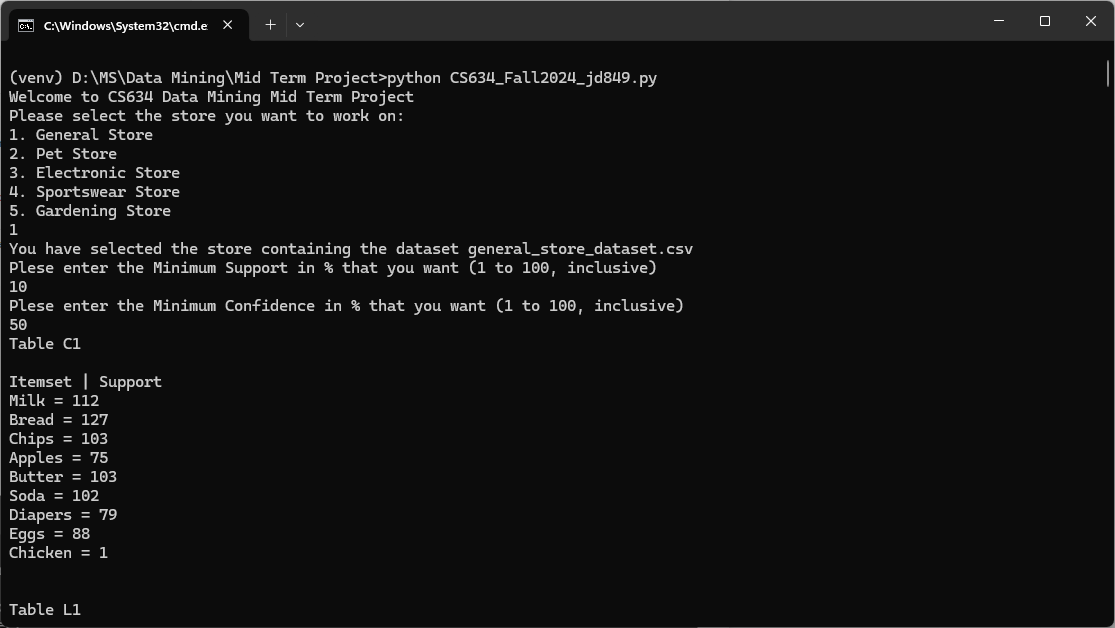 C:\Windows\System32\cmd.e
(venv) D:\MS\Data Mining\Mid Term Project>python CS634_Fall2024_jd849.py
Welcome to CS634 Data Mining Mid Term Project
Please select the store you want to work on:
1. General Store
2. Pet Store
3. Electronic Store
4. Sportswear Store
5. Gardening Store
1
You have selected the store containing the dataset general_store_dataset.csv
Plese enter the Minimum Support in % that you want (1 to 100, inclusive)
10
Plese enter the Minimum Confidence in % that you want (1 to 100, inclusive)
50
Table C1
Itemset | Support
Milk = 112
Bread = 127
Chips = 103
Apples = 75
Butter = 103
Soda = 102
Diapers = 79
Eggs = 88
Chicken = 1
Table L1